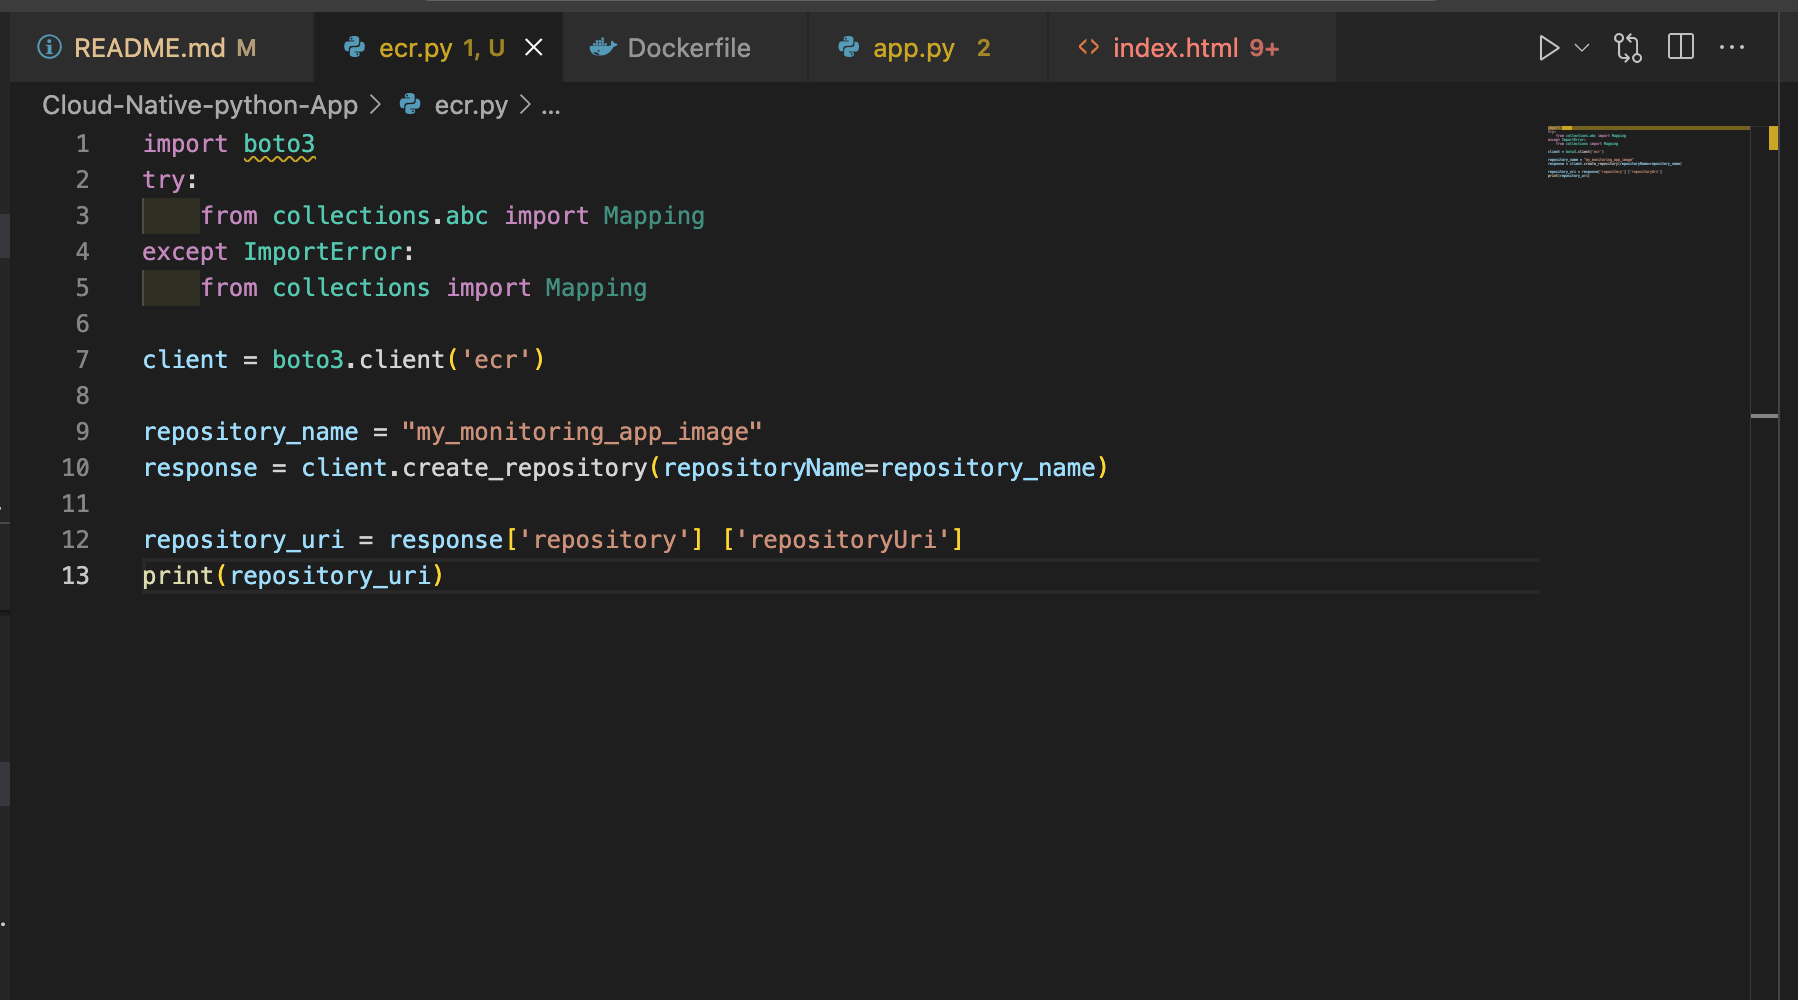 README.md M
ecr.py 1, U
Dockerfile
app.py 2
index.html 9+
Cloud-Native-python-App > ecr.py > ...
1 import boto3
2 try:
3     from collections.abc import Mapping
4 except ImportError:
5     from collections import Mapping
6
7 client = boto3.client('ecr')
8
9 repository_name = "my_monitoring_app_image"
10 response = client.create_repository(repositoryName=repository_name)
11
12 repository_uri = response['repository'] ['repositoryUri']
13 print(repository_uri)